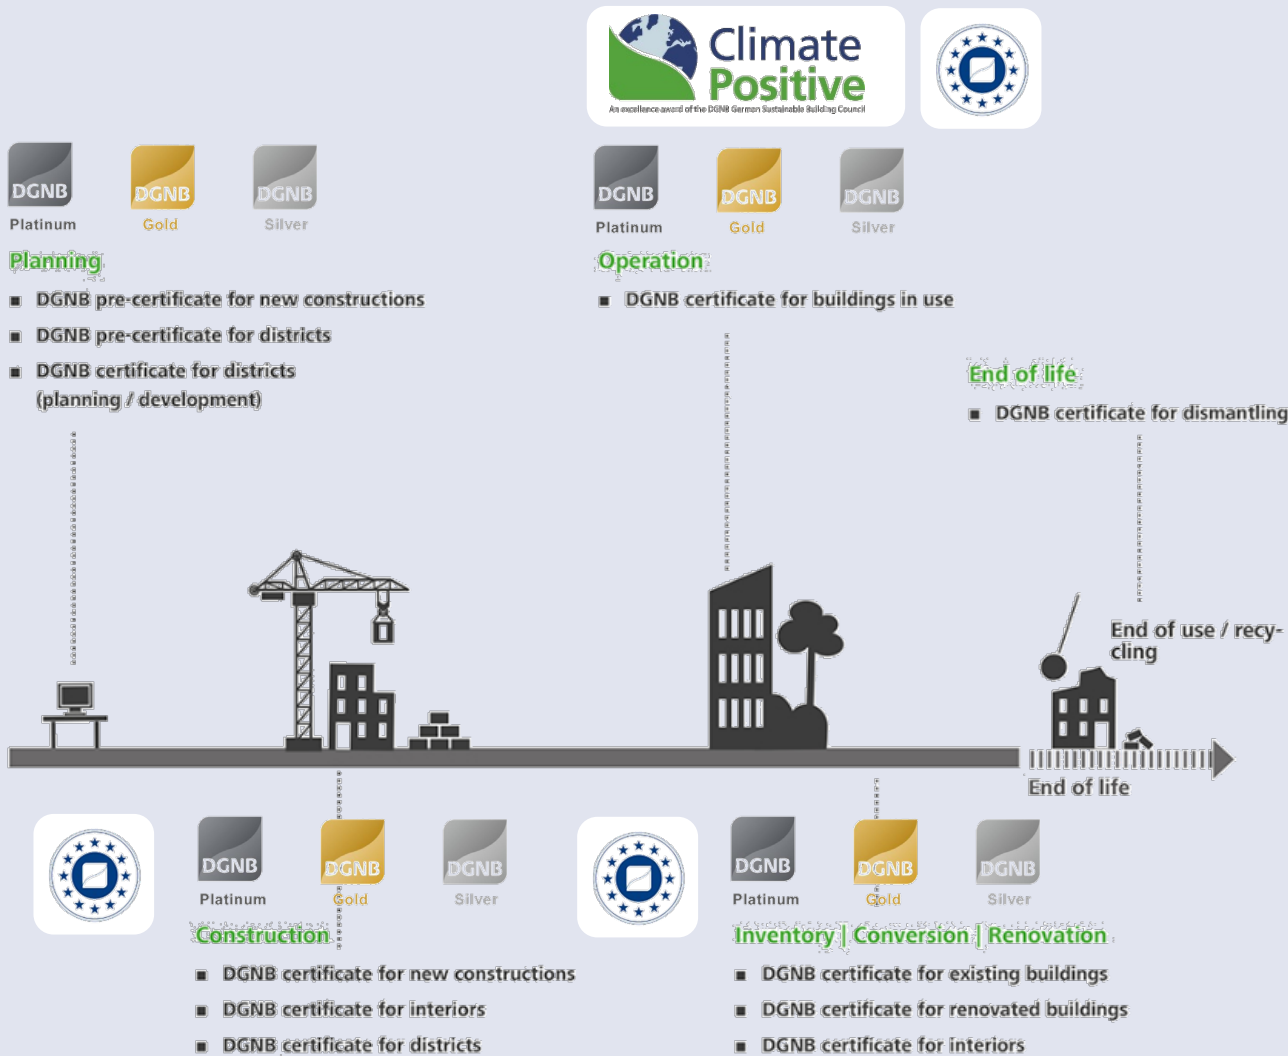 Climate
Positive
An excellence award of the DGNB German Sustainable Building Council
DGNB
DGNB
DGNB
Platinum
Gold
Silver
Planning
■ DGNB pre-certificate for new constructions
■ DGNB pre-certificate for districts
■ DGNB certificate for districts
(planning / development)
DGNB
DGNB
DGNB
Platinum
Gold
Silver
Operation
■ DGNB certificate for buildings in use
End of life
■ DGNB certificate for dismantling
End of use / recy-
cling
End of life
DGNB
DGNB
DGNB
Platinum
Gold
Silver
Construction
■ DGNB certificate for new constructions
■ DGNB certificate for interiors
■ DGNB certificate for districts
DGNB
DGNB
DGNB
Platinum
Gold
Silver
Inventory | Conversion | Renovation
■ DGNB certificate for existing buildings
■ DGNB certificate for renovated buildings
■ DGNB certificate for interiors